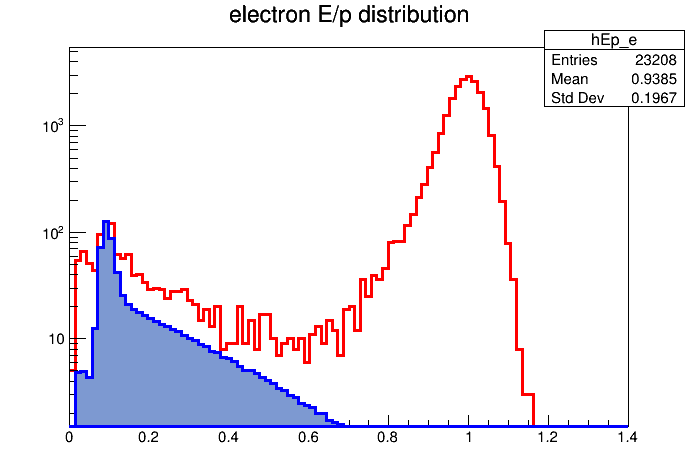 electron E/p distribution
hEp_e
Entries 23208
Mean 0.9385
Std Dev 0.1967
10³
10²
10
0 0.2 0.4 0.6 0.8 1 1.2 1.4